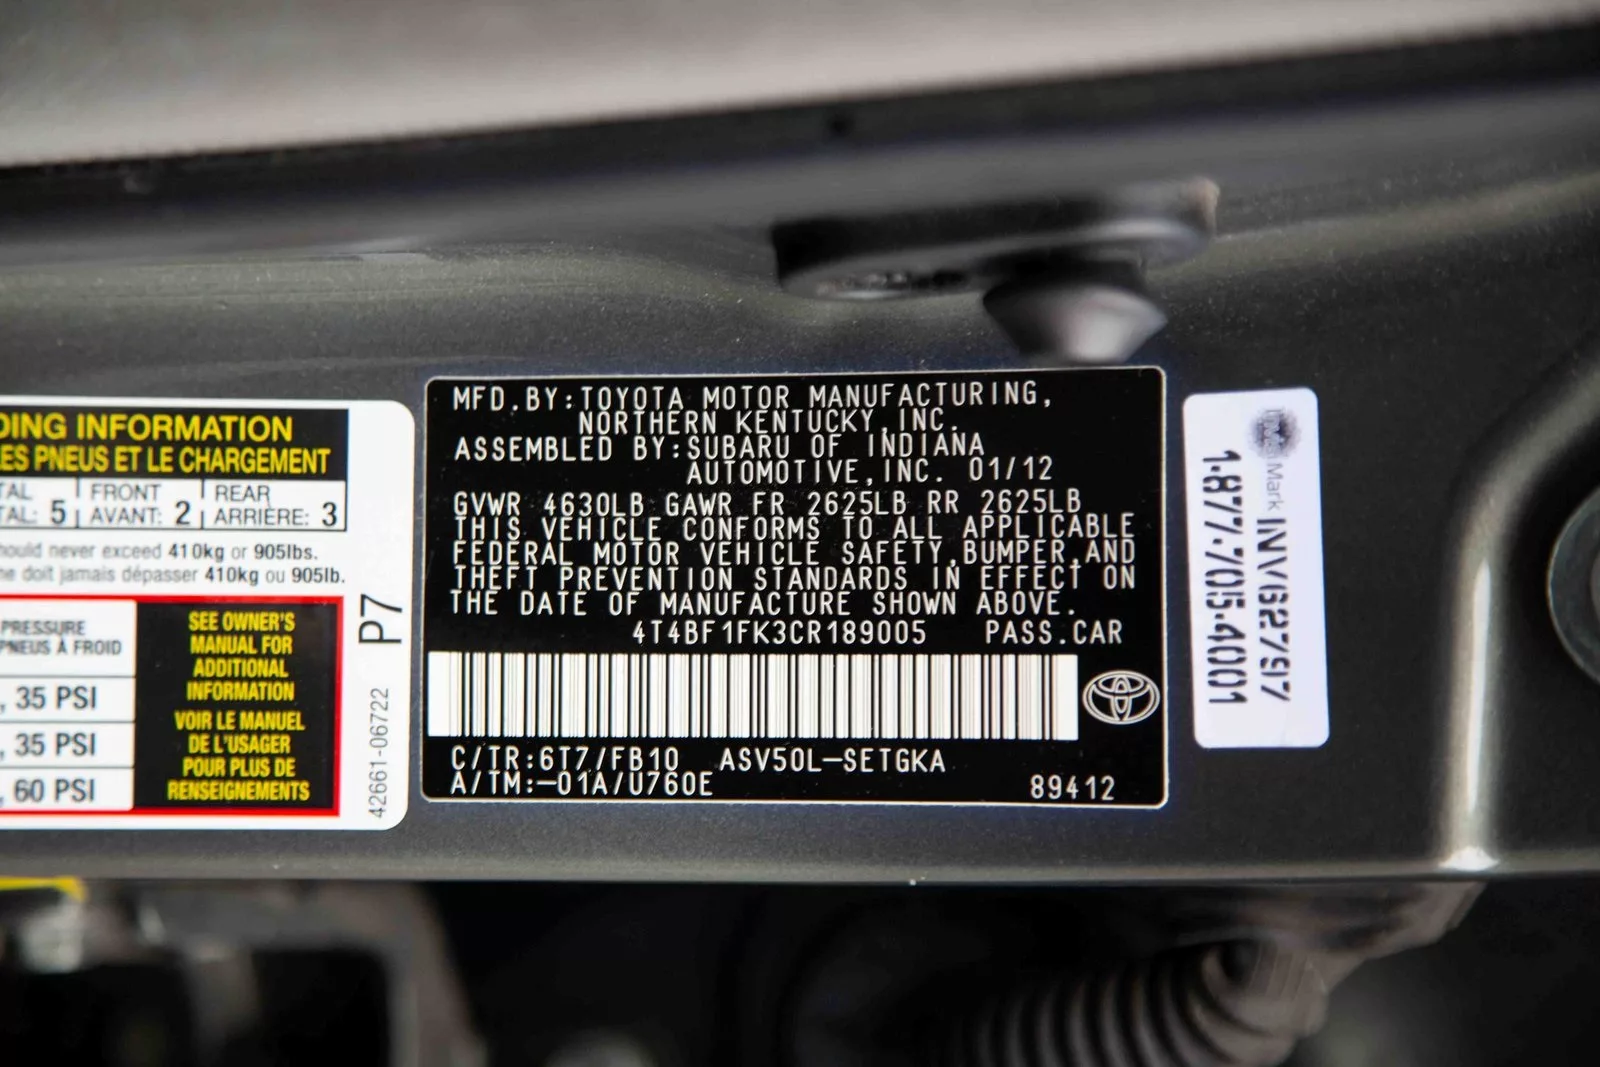 DING INFORMATION
ES PNEUS ET LE CHARGEMENT
TAL FRONT REAR
TAL: 5 AVANT: 2 ARRIÈRE: 3
hould never exceed 410kg or 905lbs.
ne doit jamais dépasser 410kg ou 905lb.
PRESSURE
PNEUS À FROID
, 35 PSI
, 35 PSI
, 60 PSI
SEE OWNER'S
MANUAL FOR
ADDITIONAL
INFORMATION
VOIR LE MANUEL
DE L'USAGER
POUR PLUS DE
RENSEIGNEMENTS
P7
42661-06722
MFD.BY:TOYOTA MOTOR MANUFACTURING,
NORTHERN KENTUCKY,INC.
ASSEMBLED BY:SUBARU OF INDIANA
AUTOMOTIVE,INC. 01/12
GVWR 4630LB GAWR FR 2625LB RR 2625LB
THIS VEHICLE CONFORMS TO ALL APPLICABLE
FEDERAL MOTOR VEHICLE SAFETY,BUMPER,AND
THEFT PREVENTION STANDARDS IN EFFECT ON
THE DATE OF MANUFACTURE SHOWN ABOVE.
4T4BF1FK3CR189005 PASS.CAR
C/TR:6T7/FB10 ASV50L-SETGKA
A/TM:-01A/U760E 89412
Mark INV62797
1-877-705-4001